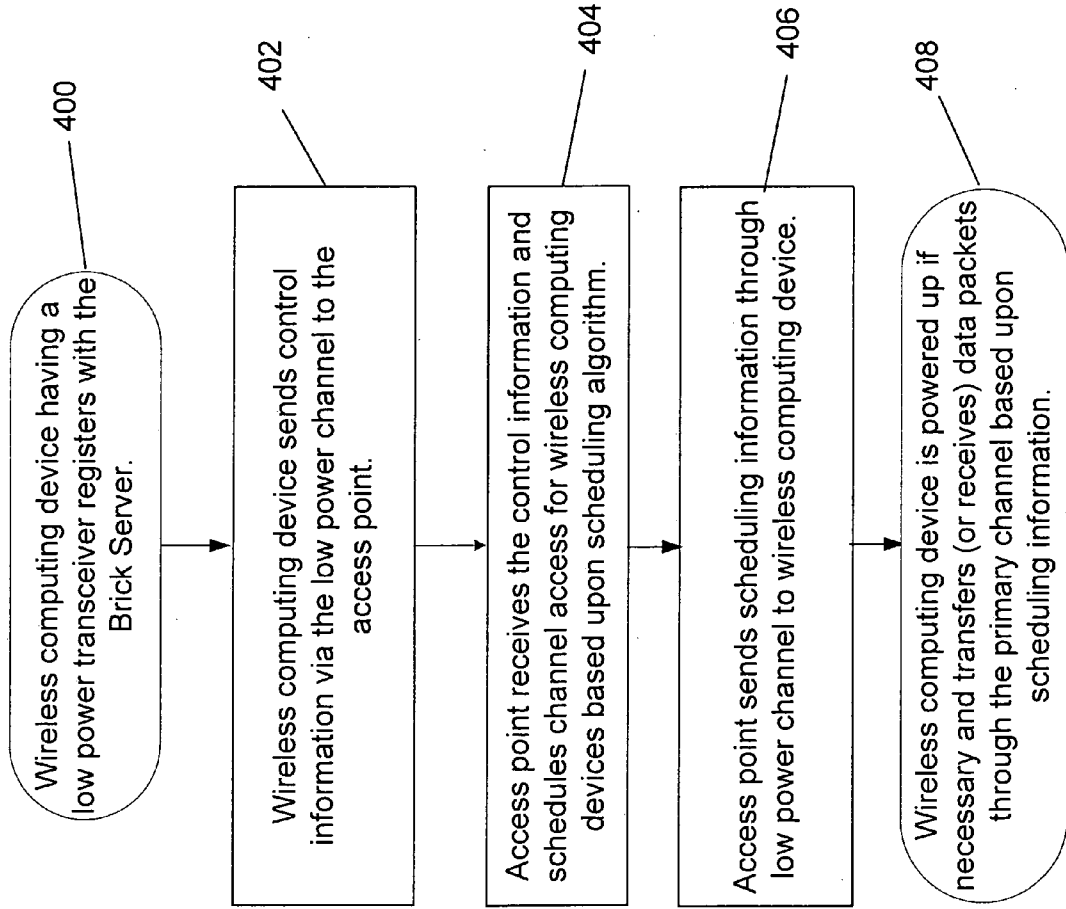 400
Wireless computing device having a
low power transceiver registers with the
Brick Server.
402
Wireless computing device sends control
information via the low power channel to the
access point.
404
Access point receives the control information and
schedules channel access for wireless computing
devices based upon scheduling algorithm.
406
Access point sends scheduling information through
low power channel to wireless computing device.
408
Wireless computing device is powered up if
necessary and transfers (or receives) data packets
through the primary channel based upon
scheduling information.